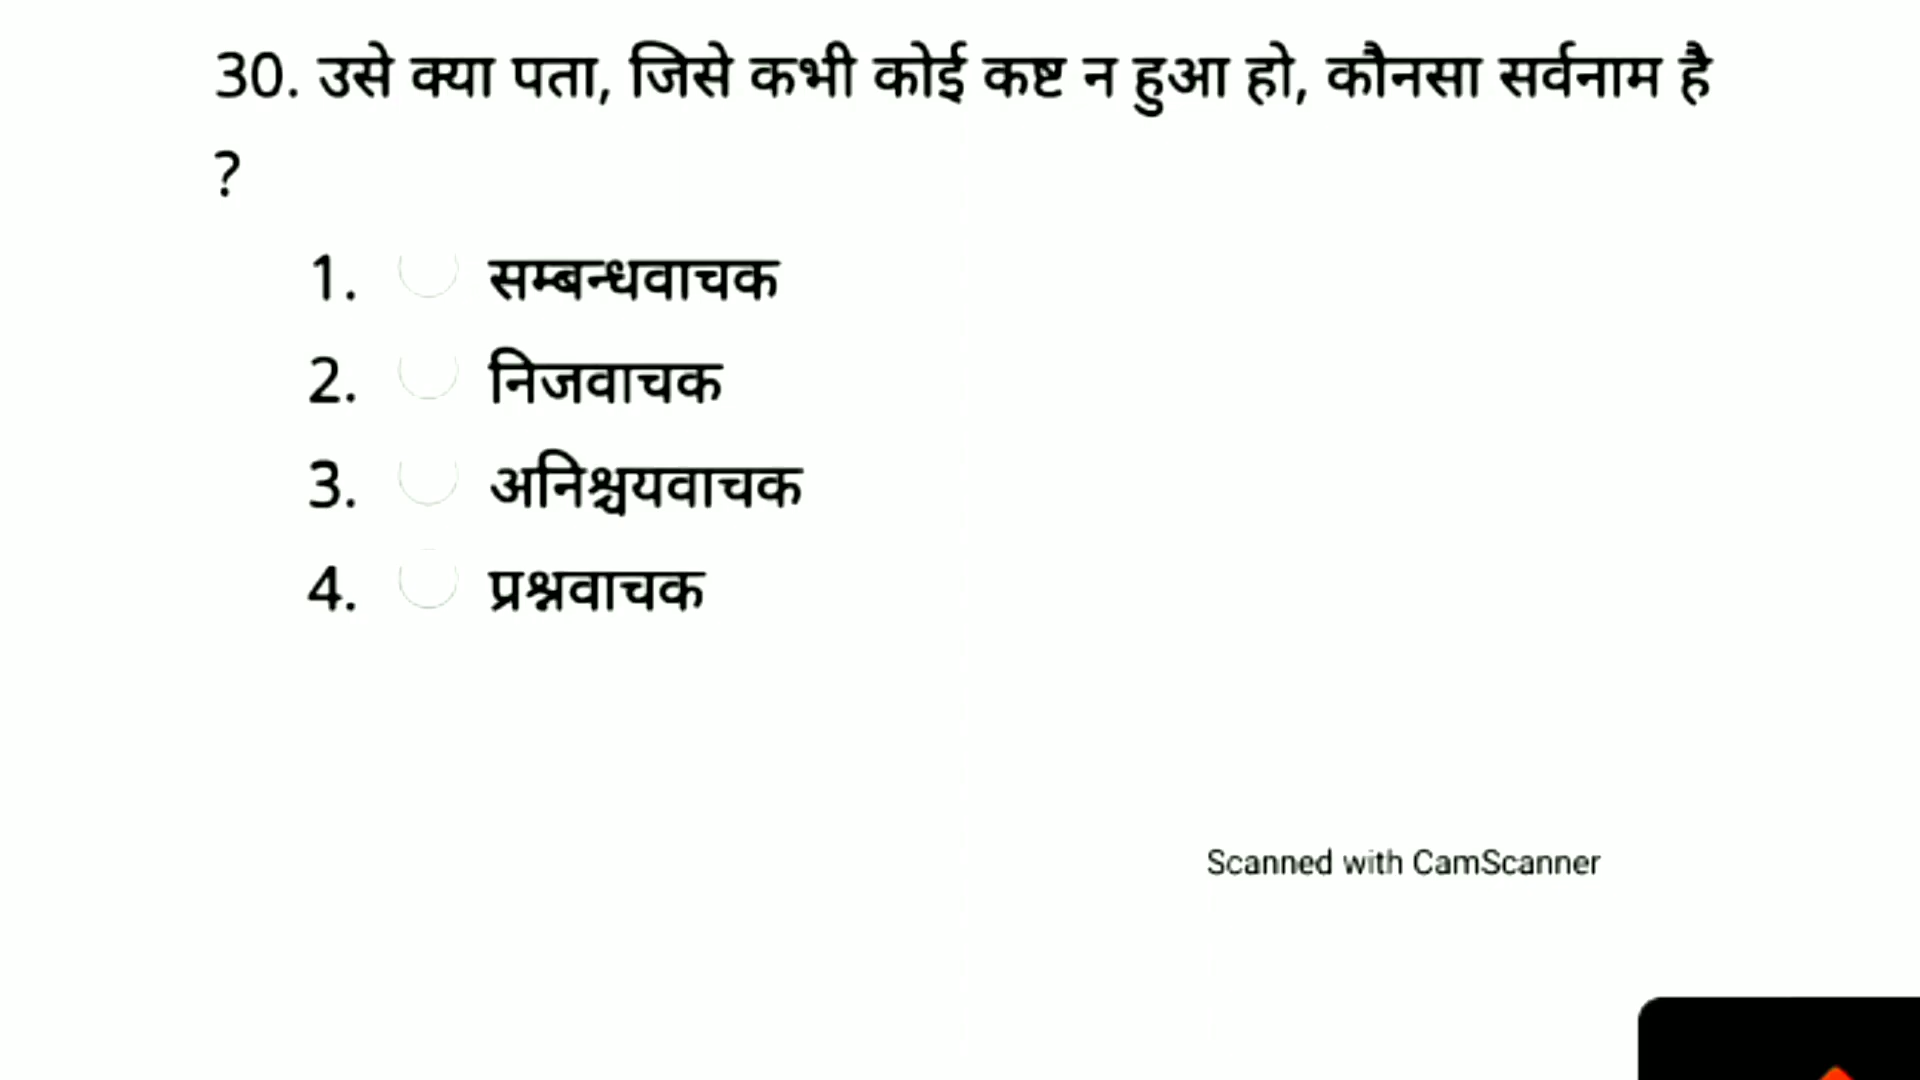 30. उसे क्या पता, जिसे कभी कोई कष्ट न हुआ हो, कौनसा सर्वनाम है
?
1. सम्बन्धवाचक
2. निजवाचक
3. अनिश्चयवाचक
4. प्रश्नवाचक
Scanned with CamScanner